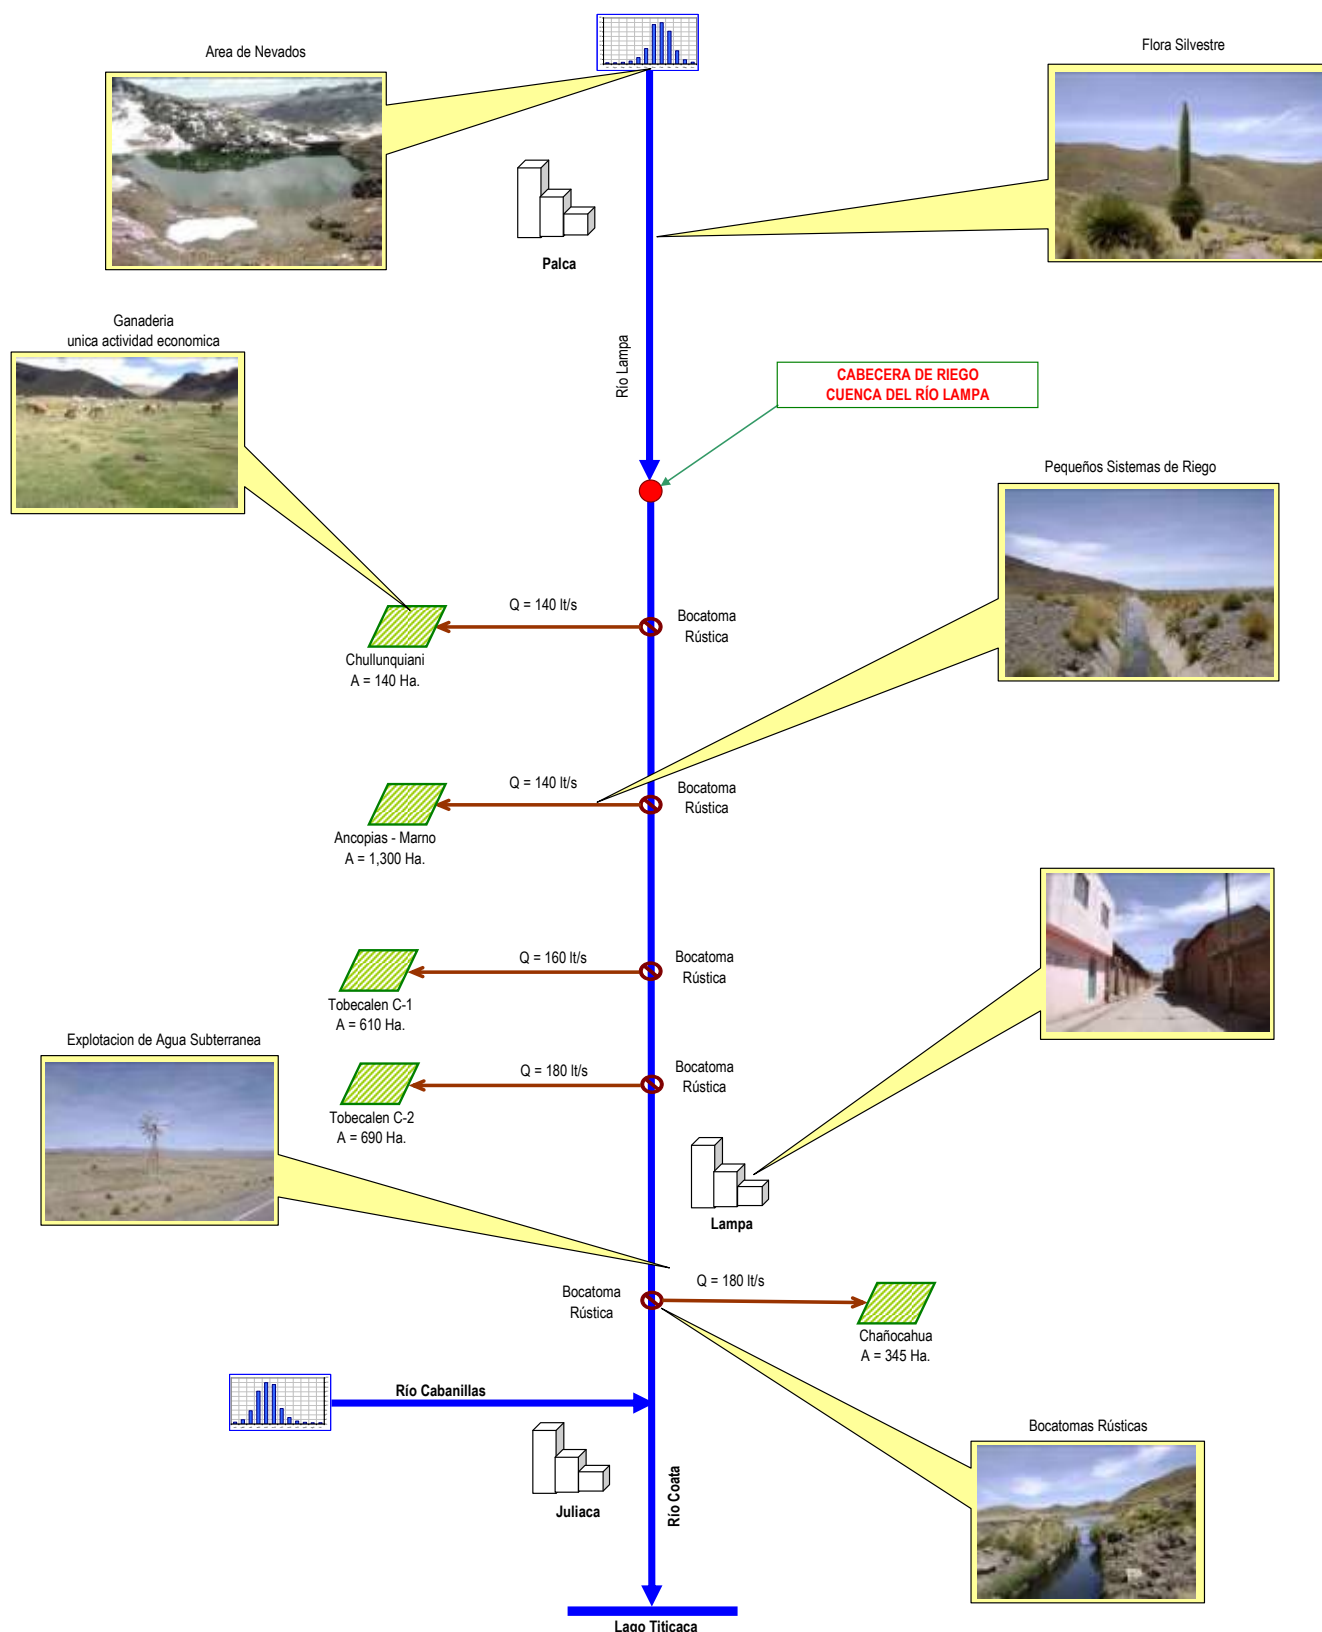 Area de Nevados
Flora Silvestre
Palca
Ganaderia
unica actividad economica
Río Lampa
CABECERA DE RIEGO
CUENCA DEL RÍO LAMPA
Pequeños Sistemas de Riego
Q = 140 lt/s
Bocatoma
Rústica
Chullunquiani
A = 140 Ha.
Q = 140 lt/s
Bocatoma
Rústica
Ancopias - Marno
A = 1,300 Ha.
Q = 160 lt/s
Bocatoma
Rústica
Tobecalen C-1
A = 610 Ha.
Explotacion de Agua Subterranea
Q = 180 lt/s
Bocatoma
Rústica
Tobecalen C-2
A = 690 Ha.
Lampa
Q = 180 lt/s
Bocatoma
Rústica
Chañocahua
A = 345 Ha.
Río Cabanillas
Bocatomas Rústicas
Juliaca
Río Coata
Lago Titicaca